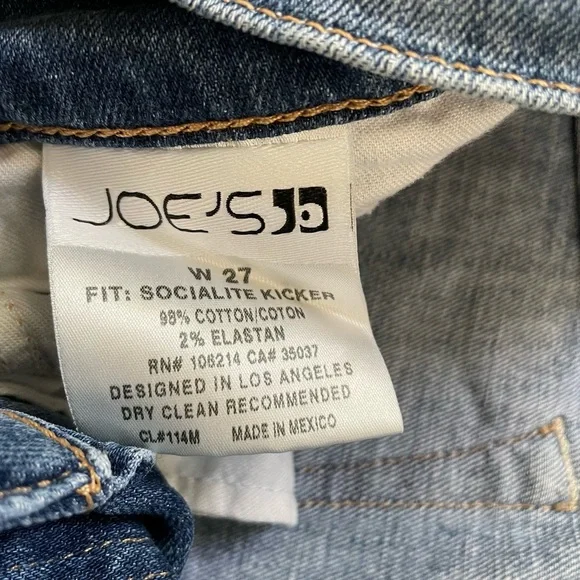 JOE'S
W 27
FIT: SOCIALITE KICKER
98% COTTON/COTON
2% ELASTAN
RN# 106214 CA# 35037
DESIGNED IN LOS ANGELES
DRY CLEAN RECOMMENDED
CL#114M MADE IN MEXICO